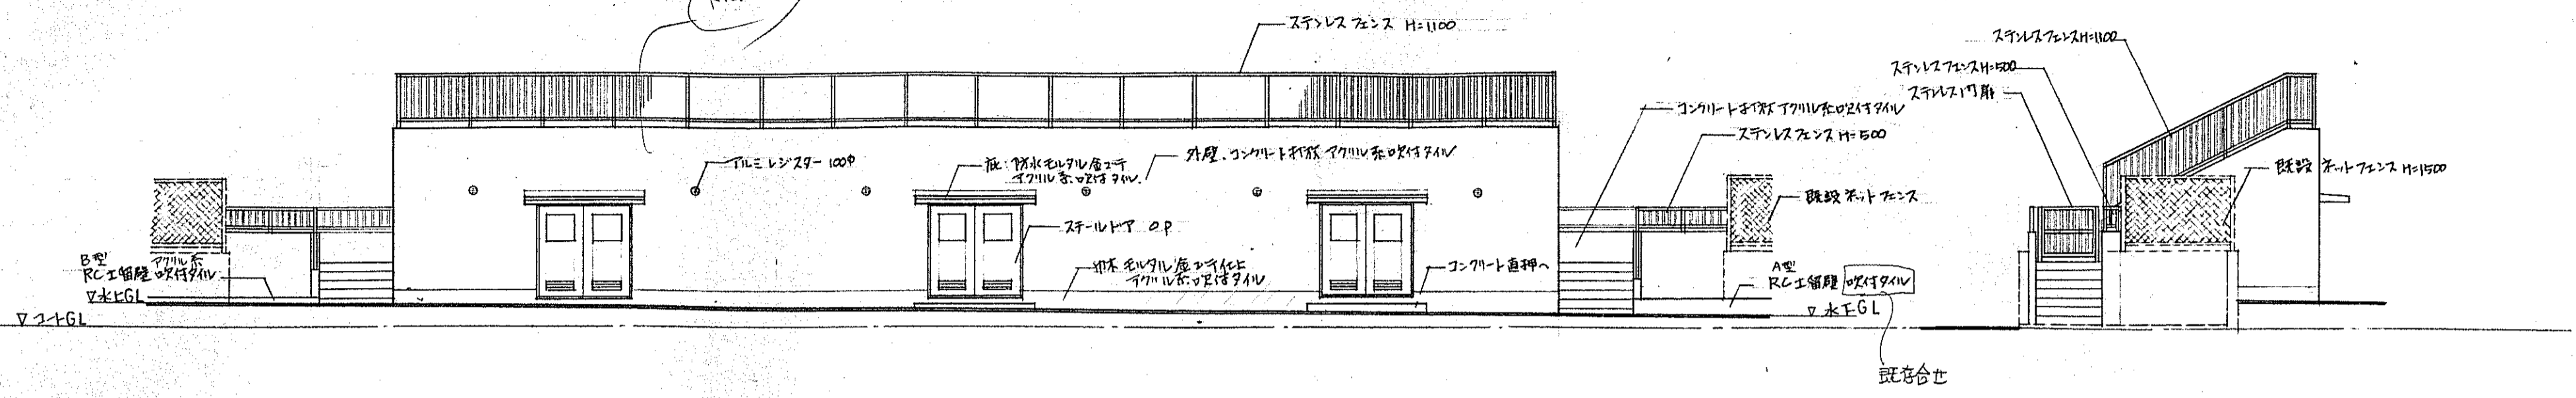 ステンレスフェンス H=1,100
ステンレスフェンスH=1100
ステンレスフェンスH=500
ステンレス門扉
コンクリート打放 アクリル系吹付タイル
ステンレスフェンス H=500
アルミレジスター 100φ
庇:防水モルタル金コテ
アクリル系吹付タイル
外壁、コンクリート打放 アクリル系吹付タイル
既設 ネットフェンス H=1500
既設ネットフェンス
スチールドア O.P
巾木 モルタル金コテ仕上
アクリル系吹付タイル
コンクリート直押へ
B型 アクリル系
RC土留壁 吹付タイル
▽水上GL
A型
RC土留壁 吹付タイル
▽水下GL
▽コートGL
既存合せ